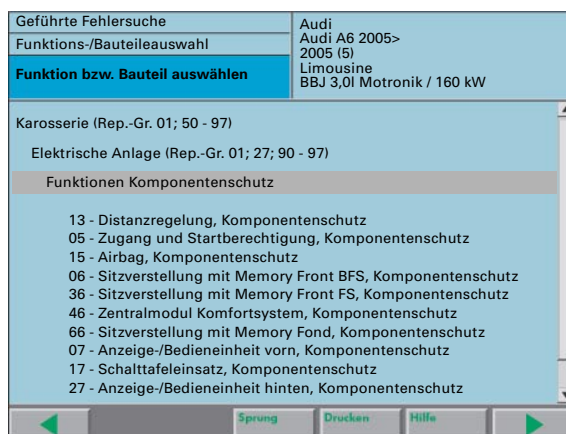 Geführte Fehlersuche
Funktions-/Bauteileauswahl
Funktion bzw. Bauteil auswählen
Audi
Audi A6 2005>
2005 (5)
Limousine
BBJ 3,0l Motronik / 160 kW
Karosserie (Rep.-Gr. 01; 50 - 97)
Elektrische Anlage (Rep.-Gr. 01; 27; 90 - 97)
Funktionen Komponentenschutz
13 - Distanzregelung, Komponentenschutz
05 - Zugang und Startberechtigung, Komponentenschutz
15 - Airbag, Komponentenschutz
06 - Sitzverstellung mit Memory Front BFS, Komponentenschutz
36 - Sitzverstellung mit Memory Front FS, Komponentenschutz
46 - Zentralmodul Komfortsystem, Komponentenschutz
66 - Sitzverstellung mit Memory Fond, Komponentenschutz
07 - Anzeige-/Bedieneinheit vorn, Komponentenschutz
17 - Schalttafeleinsatz, Komponentenschutz
27 - Anzeige-/Bedieneinheit hinten, Komponentenschutz
Sprung Drucken Hilfe